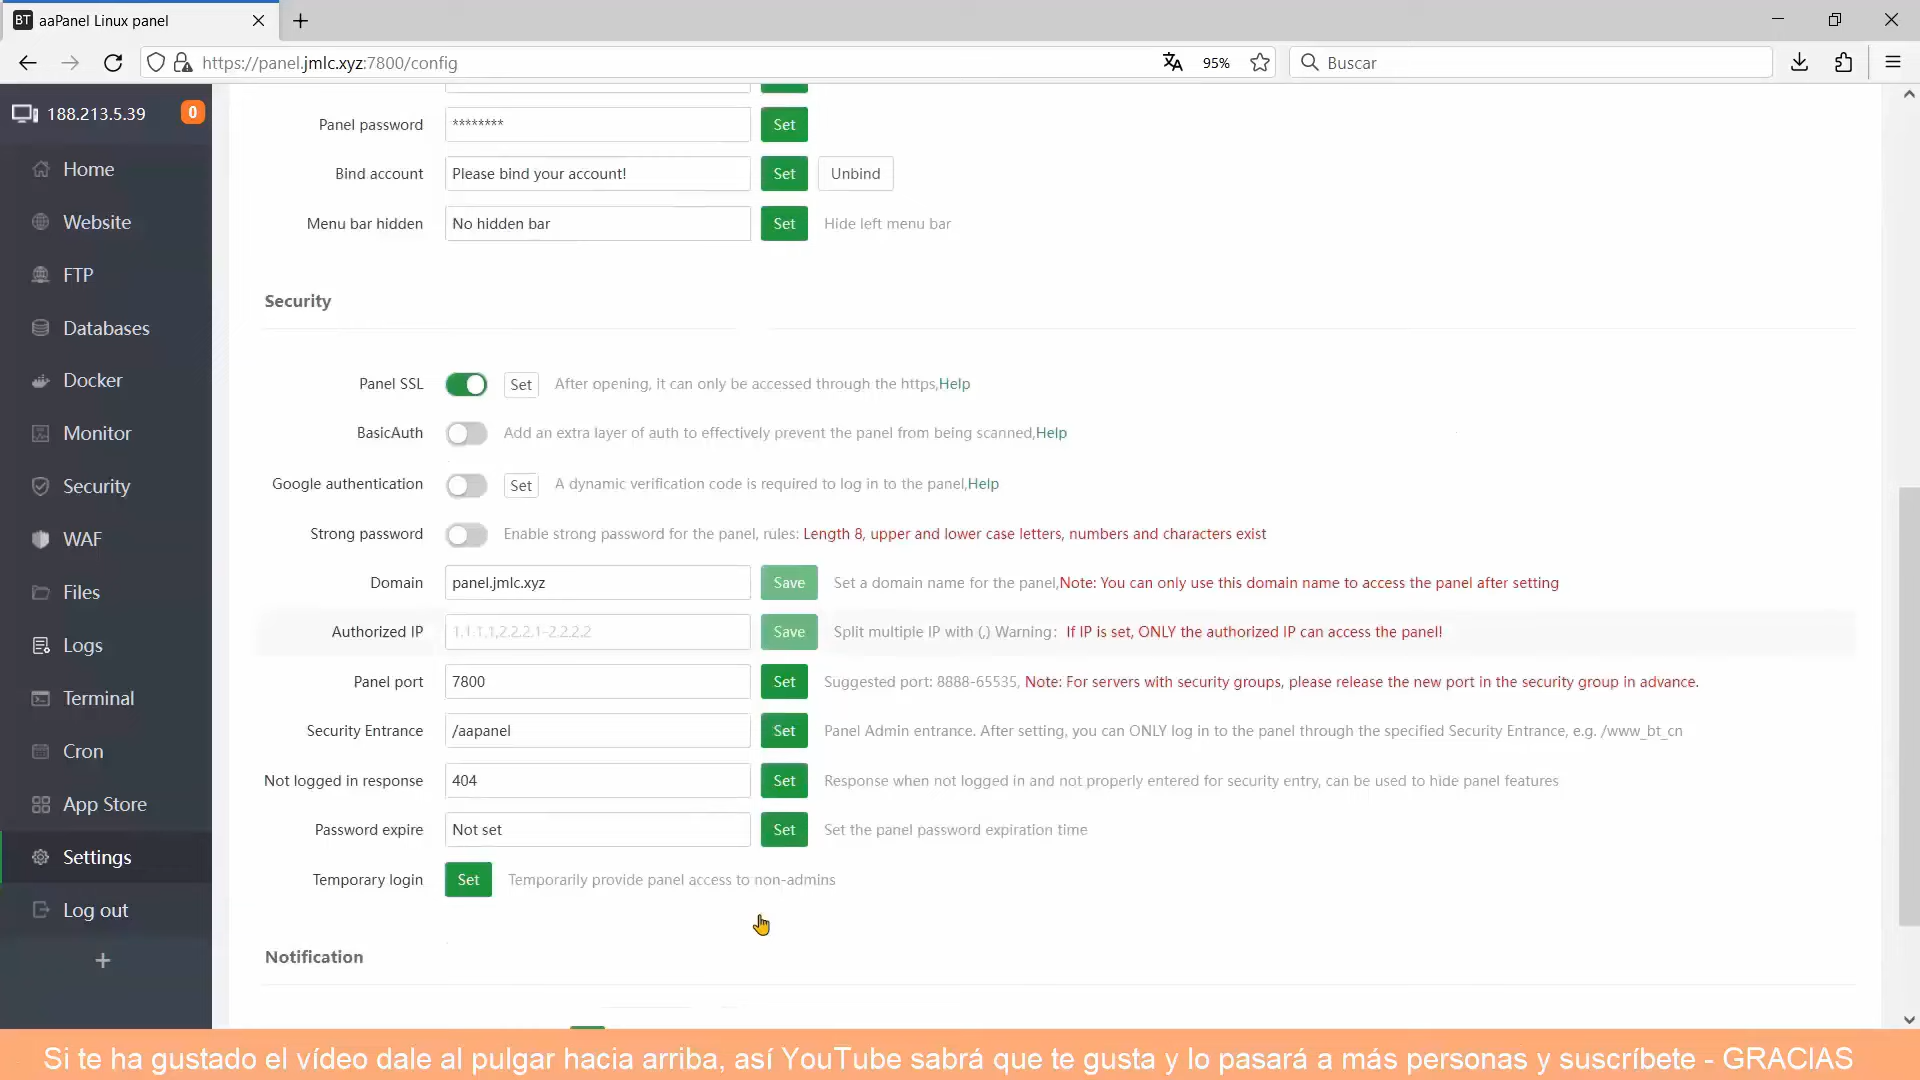 BT aaPanel Linux panel
https://panel.jmlc.xyz:7800/config
95%
Buscar
188.213.5.39
0
Home
Website
FTP
Databases
Docker
Monitor
Security
WAF
Files
Logs
Terminal
Cron
App Store
Settings
Log out
+
Panel password ******** Set
Bind account Please bind your account! Set Unbind
Menu bar hidden No hidden bar Set Hide left menu bar
Security
Panel SSL Set After opening, it can only be accessed through the https,Help
BasicAuth Add an extra layer of auth to effectively prevent the panel from being scanned,Help
Google authentication Set A dynamic verification code is required to log in to the panel,Help
Strong password Enable strong password for the panel, rules: Length 8, upper and lower case letters, numbers and characters exist
Domain panel.jmlc.xyz Save Set a domain name for the panel,Note: You can only use this domain name to access the panel after setting
Authorized IP 1.1.1.1,2.2.2.1-2.2.2.2 Save Split multiple IP with (,) Warning: If IP is set, ONLY the authorized IP can access the panel!
Panel port 7800 Set Suggested port: 8888-65535, Note: For servers with security groups, please release the new port in the security group in advance.
Security Entrance /aapanel Set Panel Admin entrance. After setting, you can ONLY log in to the panel through the specified Security Entrance, e.g. /www_bt_cn
Not logged in response 404 Set Response when not logged in and not properly entered for security entry, can be used to hide panel features
Password expire Not set Set Set the panel password expiration time
Temporary login Set Temporarily provide panel access to non-admins
Notification
Si te ha gustado el vídeo dale al pulgar hacia arriba, así YouTube sabrá que te gusta y lo pasará a más personas y suscríbete - GRACIAS